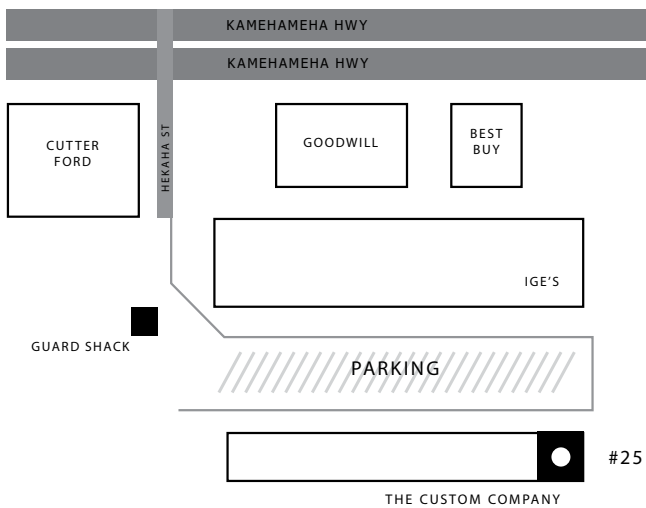 KAMEHAMEHA HWY
KAMEHAMEHA HWY
HEKAHA ST
CUTTER
FORD
GOODWILL
BEST
BUY
IGE'S
GUARD SHACK
PARKING
#25
THE CUSTOM COMPANY